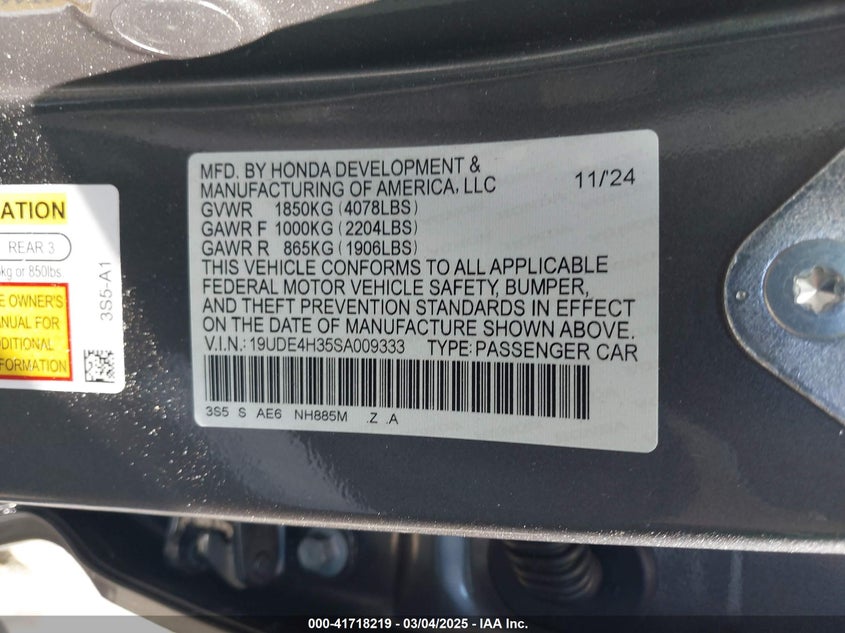 ATION
REAR 3
kg or 850lbs
E OWNER'S
ANUAL FOR
DDITIONAL
FORMATION
3S5-A1
MFD. BY HONDA DEVELOPMENT &
MANUFACTURING OF AMERICA, LLC 11/'24
GVWR 1850KG (4078LBS)
GAWR F 1000KG (2204LBS)
GAWR R 865KG (1906LBS)
THIS VEHICLE CONFORMS TO ALL APPLICABLE
FEDERAL MOTOR VEHICLE SAFETY, BUMPER,
AND THEFT PREVENTION STANDARDS IN EFFECT
ON THE DATE OF MANUFACTURE SHOWN ABOVE.
V.I.N.: 19UDE4H35SA009333 TYPE:PASSENGER CAR
3S5 S AE6 NH885M .Z .A
000-41718219 - 03/04/2025 - IAA Inc.